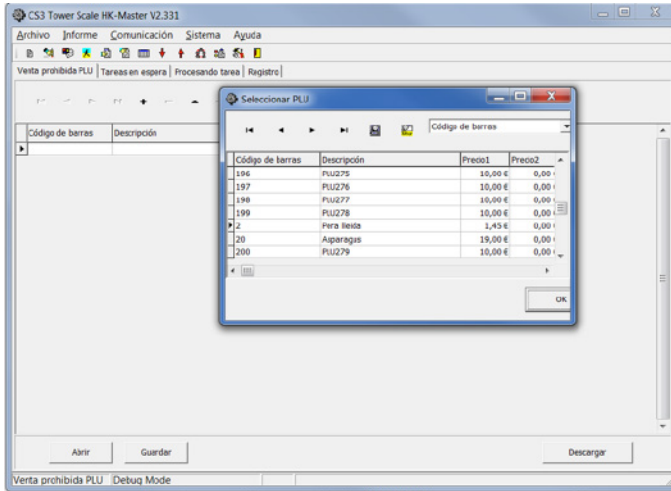 CS3 Tower Scale HK-Master V2.331
Archivo Informe Comunicación Sistema Ayuda
Venta prohibida PLU Tareas en espera Procesando tarea Registro
Seleccionar PLU
Código de barras
Código de barras Descripción
Código de barras Descripción Precio1 Precio2
196 PLU275 10,00 € 0,00
197 PLU276 10,00 € 0,00
198 PLU277 10,00 € 0,00
199 PLU278 10,00 € 0,00
2 Pera lleida 1,45 € 0,00
20 Asparagus 19,00 € 0,00
200 PLU279 10,00 € 0,00
OK
Abrir Guardar Descargar
Venta prohibida PLU Debug Mode